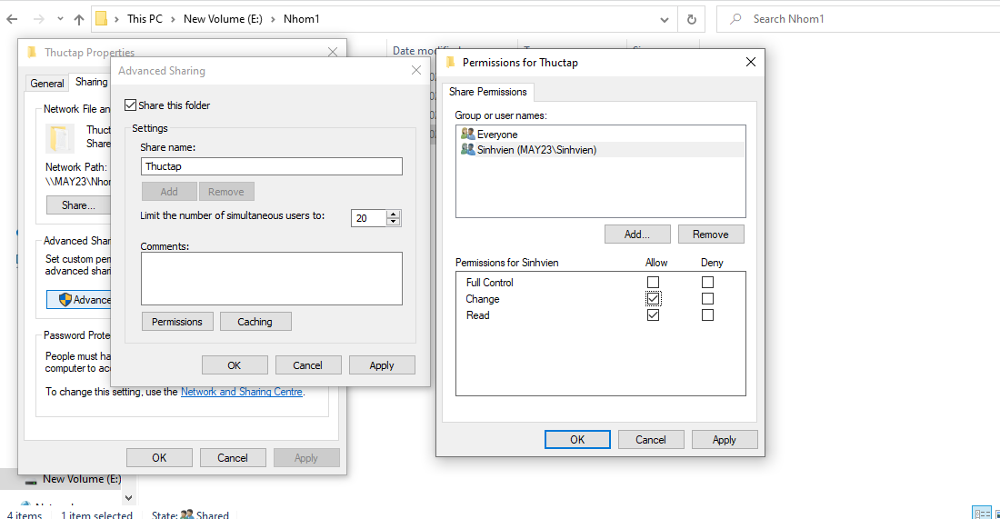 This PC > New Volume (E:) > Nhom1
Search Nhom1
Thuctap Properties
General
Sharing
Network File an
Thuct
Share
Network Path:
\\MAY23\Nhor
Share...
Advanced Shar
Set custom per
advanced sharin
Advance
Password Prote
People must ha
computer to acc
To change this setting, use the Network and Sharing Centre.
OK
Cancel
Apply
Advanced Sharing
Share this folder
Settings
Share name:
Thuctap
Add
Remove
Limit the number of simultaneous users to:
20
Comments:
Permissions
Caching
OK
Cancel
Apply
Permissions for Thuctap
Share Permissions
Group or user names:
Everyone
Sinhvien (MAY23\Sinhvien)
Add...
Remove
Permissions for Sinhvien
Allow
Deny
Full Control
Change
Read
OK
Cancel
Apply
New Volume (E:)
4 items
1 item selected
State: Shared